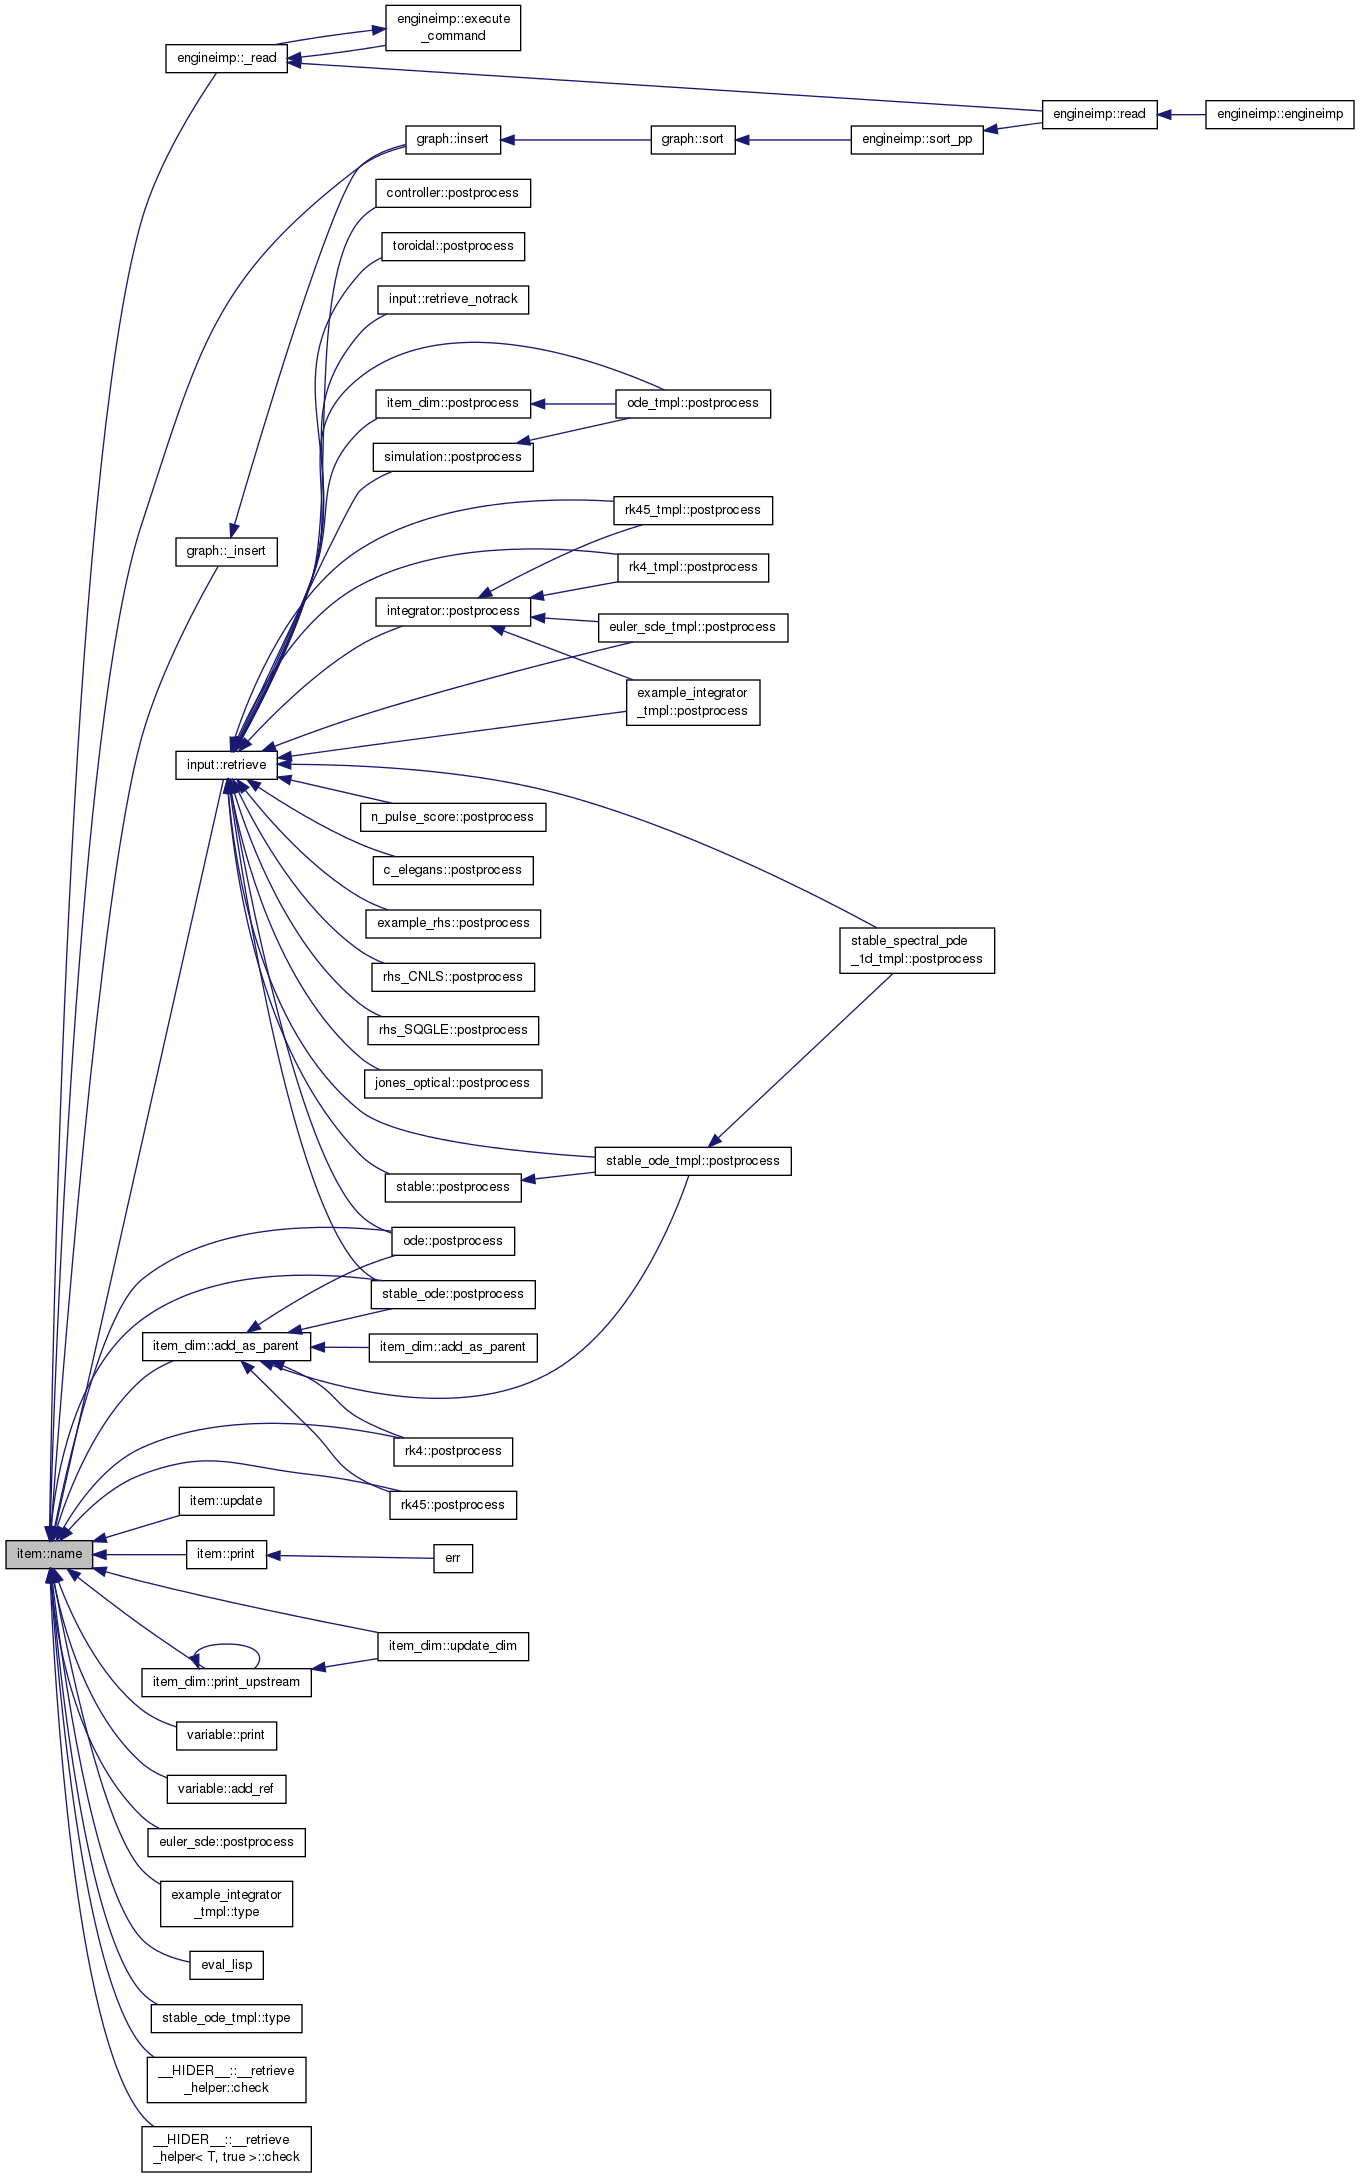 engineimp::execute
_command
engineimp::_read
engineimp::read
engineimp::engineimp
graph::insert
graph::sort
engineimp::sort_pp
controller::postprocess
toroidal::postprocess
input::retrieve_notrack
item_dim::postprocess
ode_tmpl::postprocess
simulation::postprocess
rk45_tmpl::postprocess
graph::_insert
rk4_tmpl::postprocess
integrator::postprocess
euler_sde_tmpl::postprocess
example_integrator
_tmpl::postprocess
input::retrieve
n_pulse_score::postprocess
c_elegans::postprocess
example_rhs::postprocess
stable_spectral_pde
_1d_tmpl::postprocess
rhs_CNLS::postprocess
rhs_SQGLE::postprocess
jones_optical::postprocess
stable_ode_tmpl::postprocess
stable::postprocess
ode::postprocess
stable_ode::postprocess
item_dim::add_as_parent
item_dim::add_as_parent
rk4::postprocess
item::update
rk45::postprocess
item::name
item::print
err
item_dim::update_dim
item_dim::print_upstream
variable::print
variable::add_ref
euler_sde::postprocess
example_integrator
_tmpl::type
eval_lisp
stable_ode_tmpl::type
__HIDER__::__retrieve
_helper::check
__HIDER__::__retrieve
_helper< T, true >::check